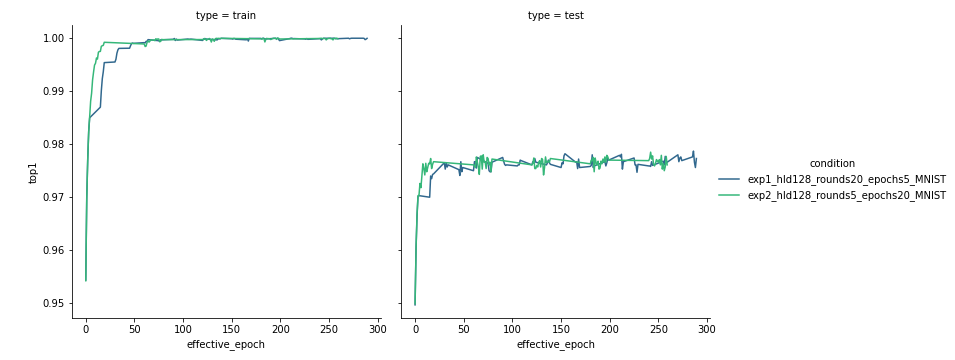 type = train
type = test
1.00
0.99
0.98
0.97
0.96
0.95
top1
0
50
100
150
200
250
300
effective_epoch
0
50
100
150
200
250
300
effective_epoch
condition
exp1_hld128_rounds20_epochs5_MNIST
exp2_hld128_rounds5_epochs20_MNIST